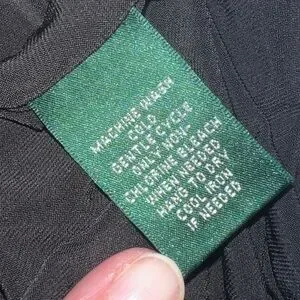 MACHINE WASH
COLD
GENTLE CYCLE
ONLY NON-
CHLORINE BLEACH
WHEN NEEDED
HANG TO DRY
COOL IRON
IF NEEDED